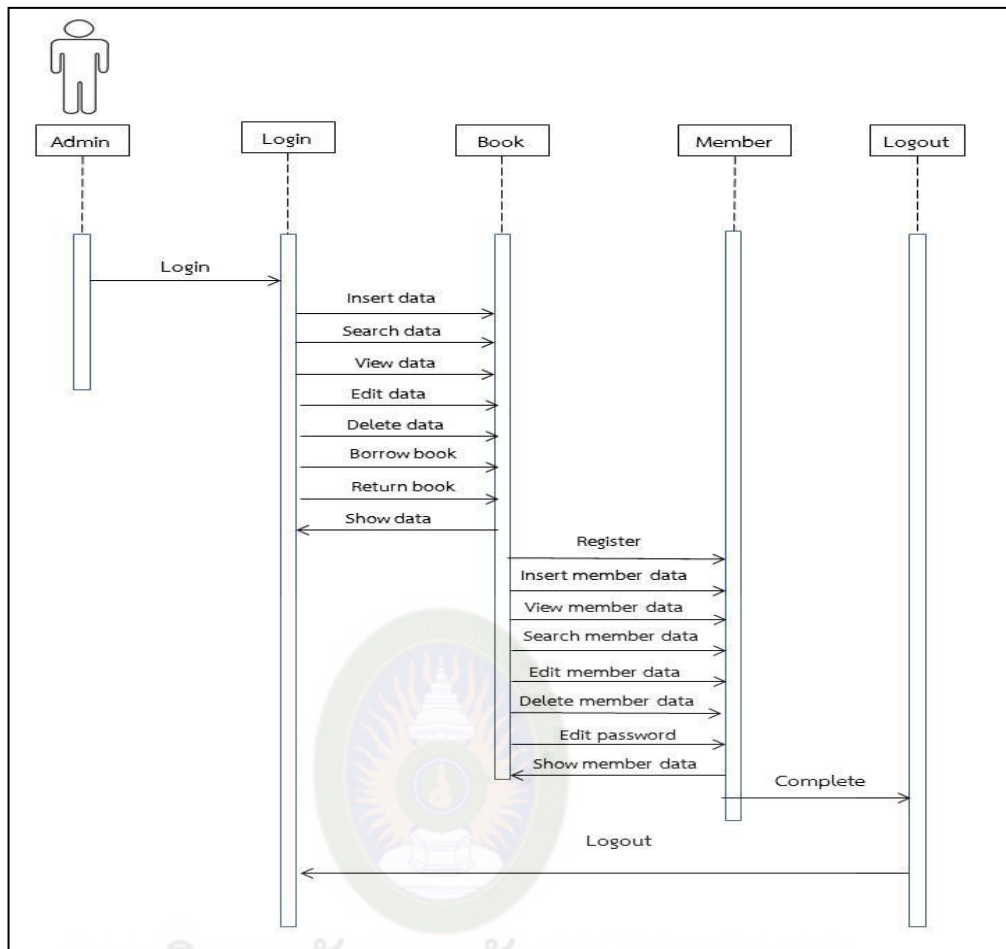 Admin
Login
Book
Member
Logout
Login
Insert data
Search data
View data
Edit data
Delete data
Borrow book
Return book
Show data
Register
Insert member data
View member data
Search member data
Edit member data
Delete member data
Edit password
Show member data
Complete
Logout